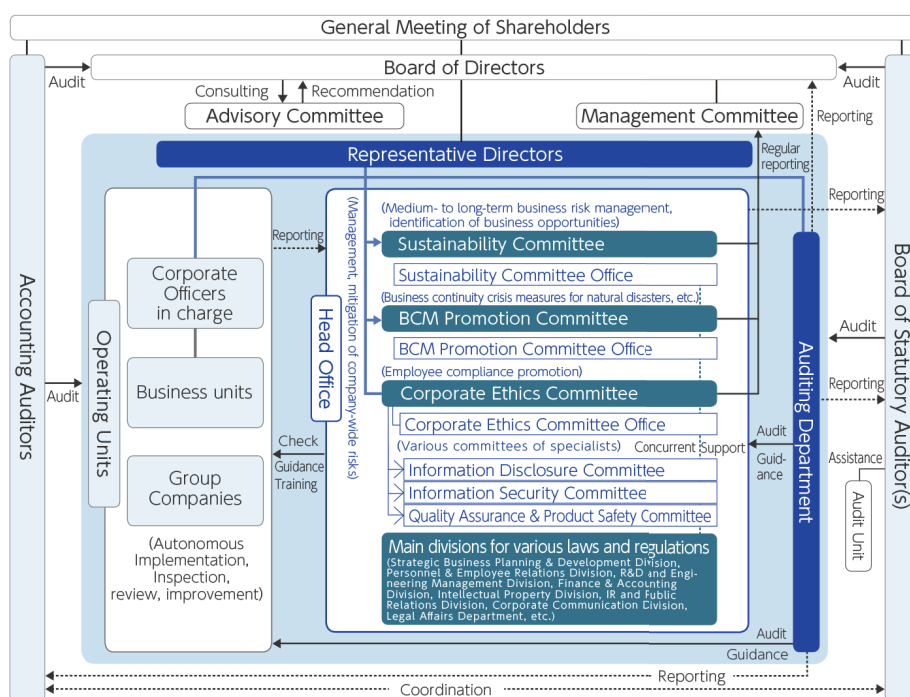 General Meeting of Shareholders
Board of Directors
Audit
Audit
Consulting
Recommendation
Advisory Committee
Management Committee
Reporting
Representative Directors
Regular
reporting
Reporting
(Management, mitigation of company-wide risks)
(Medium- to long-term business risk management,
identification of business opportunities)
Sustainability Committee
Sustainability Committee Office
(Business continuity crisis measures for natural disasters, etc.)
BCM Promotion Committee
BCM Promotion Committee Office
(Employee compliance promotion)
Corporate Ethics Committee
Corporate Ethics Committee Office
(Various committees of specialists)
Concurrent Support
Information Disclosure Committee
Information Security Committee
Quality Assurance & Product Safety Committee
Main divisions for various laws and regulations
(Strategic Business Planning & Development Division,
Personnel & Employee Relations Division, R&D and Engi-
neering Management Division, Finance & Accounting
Division, Intellectual Property Division, IR and Public
Relations Division, Corporate Communication Division,
Legal Affairs Department, etc.)
Head Office
Reporting
Corporate
Officers
in charge
Business units
Group
Companies
(Autonomous
Implementation,
Inspection,
review, improvement)
Operating Units
Check
Guidance
Training
Accounting Auditors
Audit
Auditing Department
Audit
Guid-
ance
Audit
Reporting
Assistance
Audit Unit
Board of Statutory Auditor(s)
Audit
Guidance
Reporting
Coordination